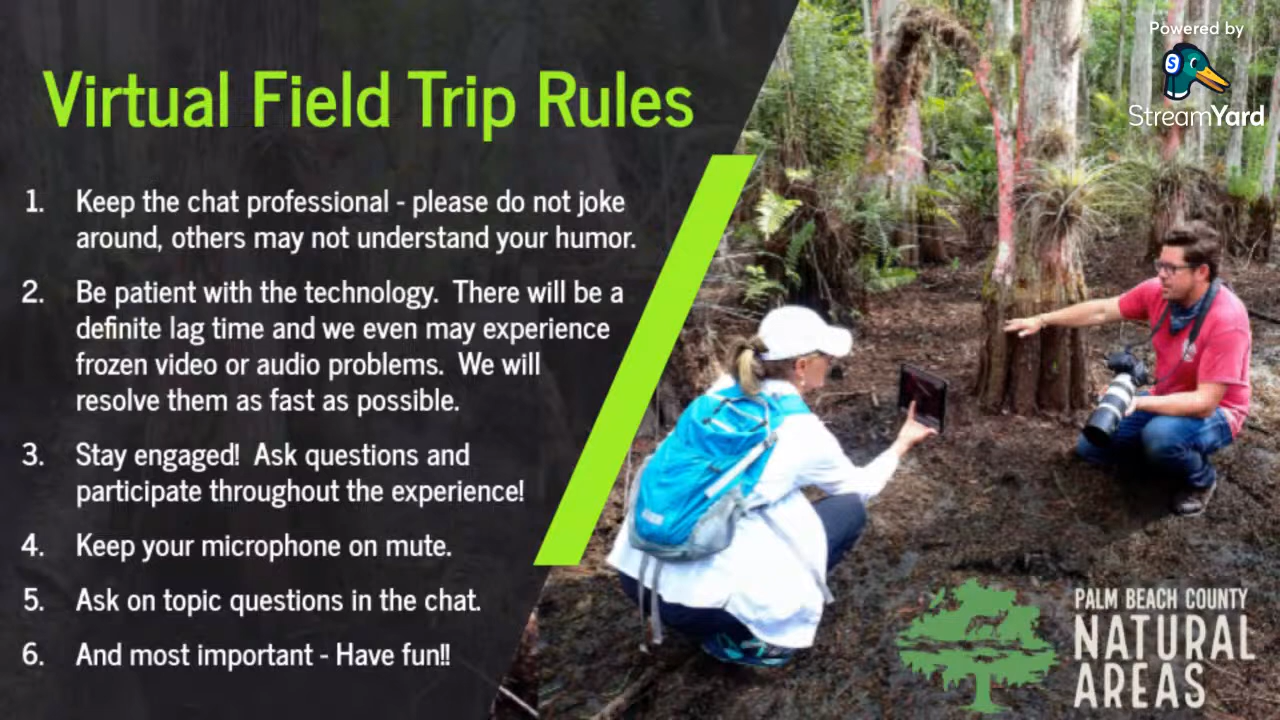 Powered by
S
StreamYard
Virtual Field Trip Rules
1. Keep the chat professional - please do not joke
around, others may not understand your humor.
2. Be patient with the technology.  There will be a
definite lag time and we even may experience
frozen video or audio problems.  We will
resolve them as fast as possible.
3. Stay engaged!  Ask questions and
participate throughout the experience!
4. Keep your microphone on mute.
5. Ask on topic questions in the chat.
6. And most important - Have fun!!
PALM BEACH COUNTY
NATURAL
AREAS